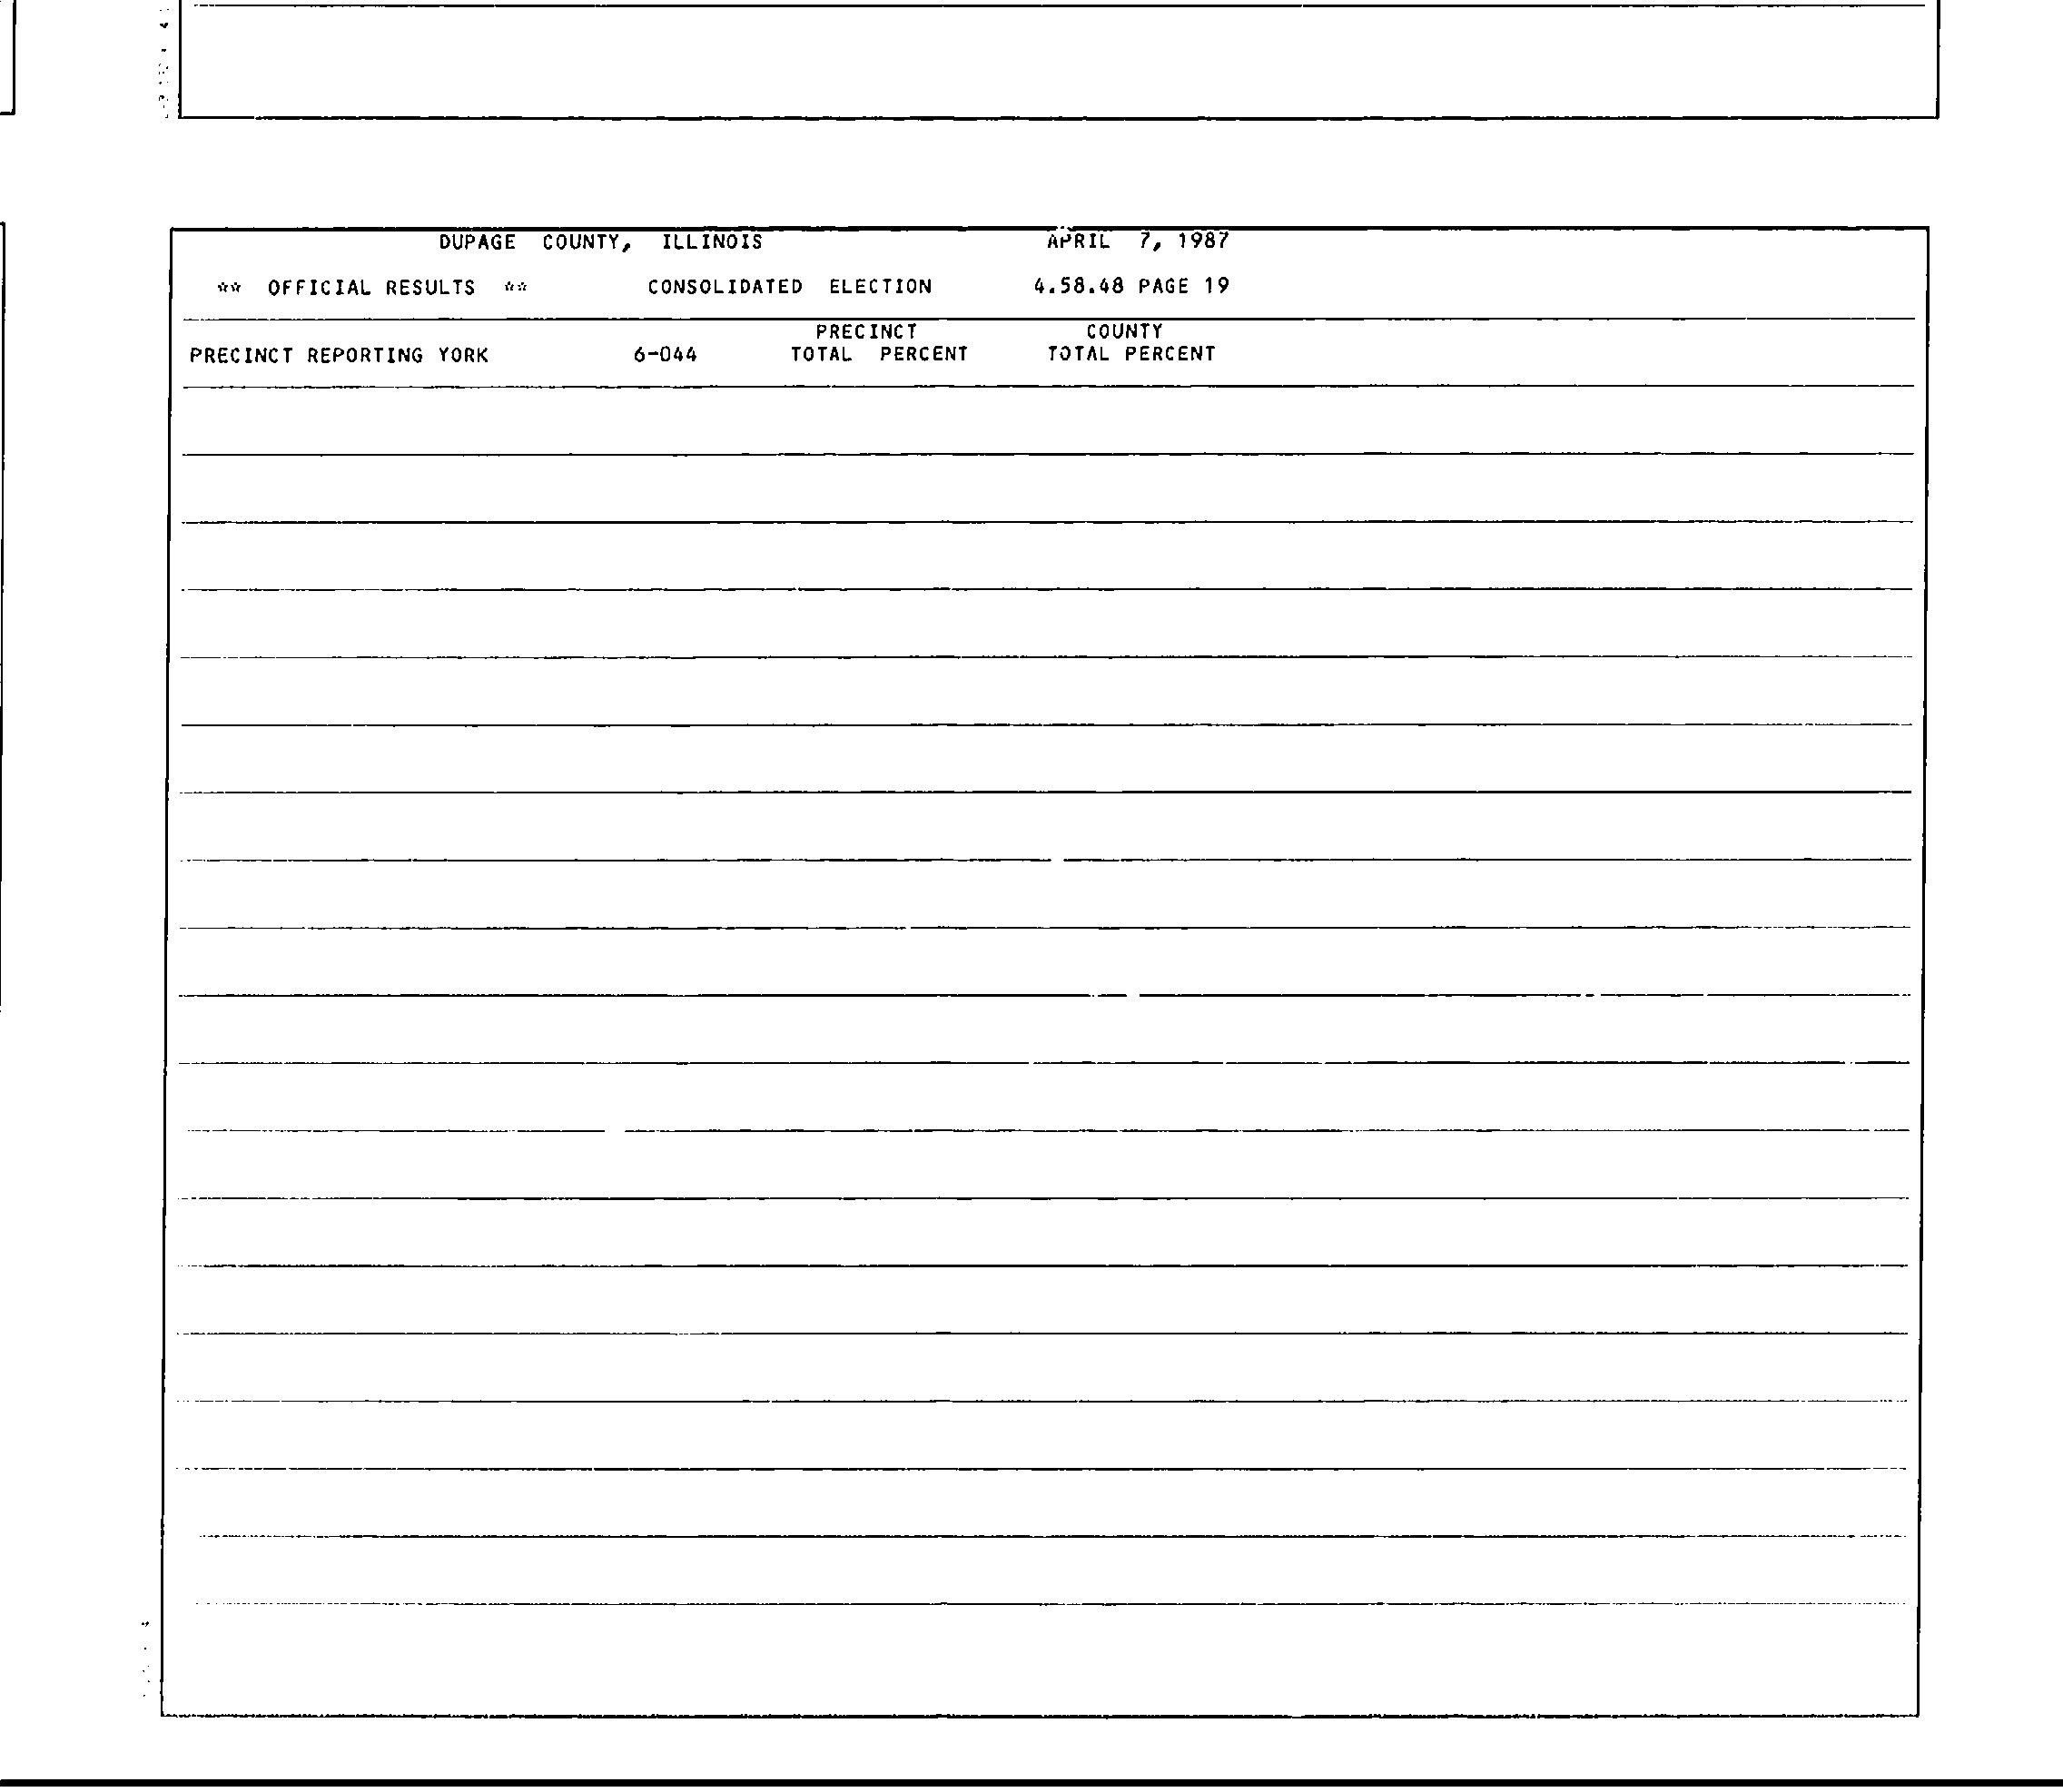 DUPAGE COUNTY, ILLINOIS APRIL 7, 1987
** OFFICIAL RESULTS ** CONSOLIDATED ELECTION 4.58.48 PAGE 19
PRECINCT COUNTY
PRECINCT REPORTING YORK 6-044 TOTAL PERCENT TOTAL PERCENT